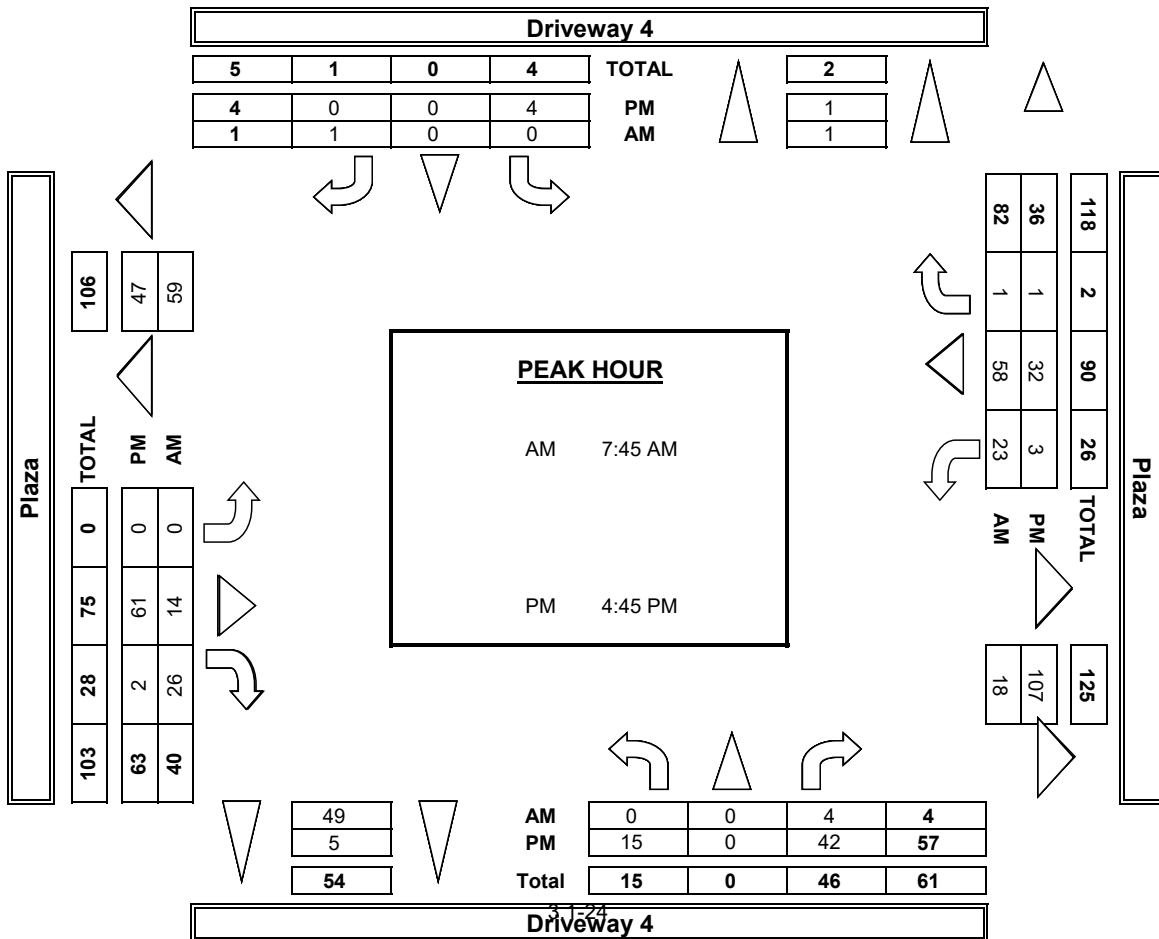 Driveway 4
5 1 0 4 TOTAL 2
4 0 0 4 PM 1
1 1 0 0 AM 1
Plaza
106
47
59
TOTAL
PM
AM
0 75 28 103
0 61 2 63
0 14 26 40
PEAK HOUR
AM 7:45 AM
PM 4:45 PM
118 2 90 26 TOTAL
36 1 32 3 PM
82 1 58 23 AM
125
107
18
Plaza
49 AM 0 0 4 4
5 PM 15 0 42 57
54 Total 15 0 46 61
3.1-24
Driveway 4